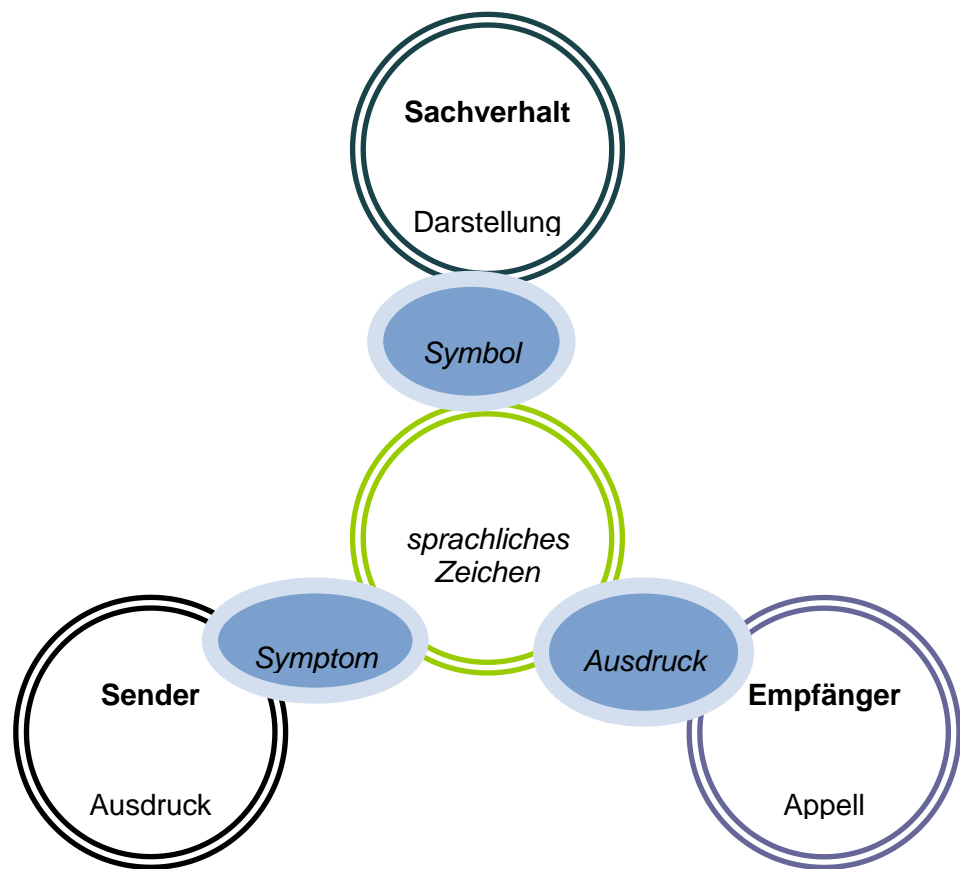 Sachverhalt
Darstellung
Symbol
sprachliches
Zeichen
Symptom
Ausdruck
Sender
Ausdruck
Empfänger
Appell